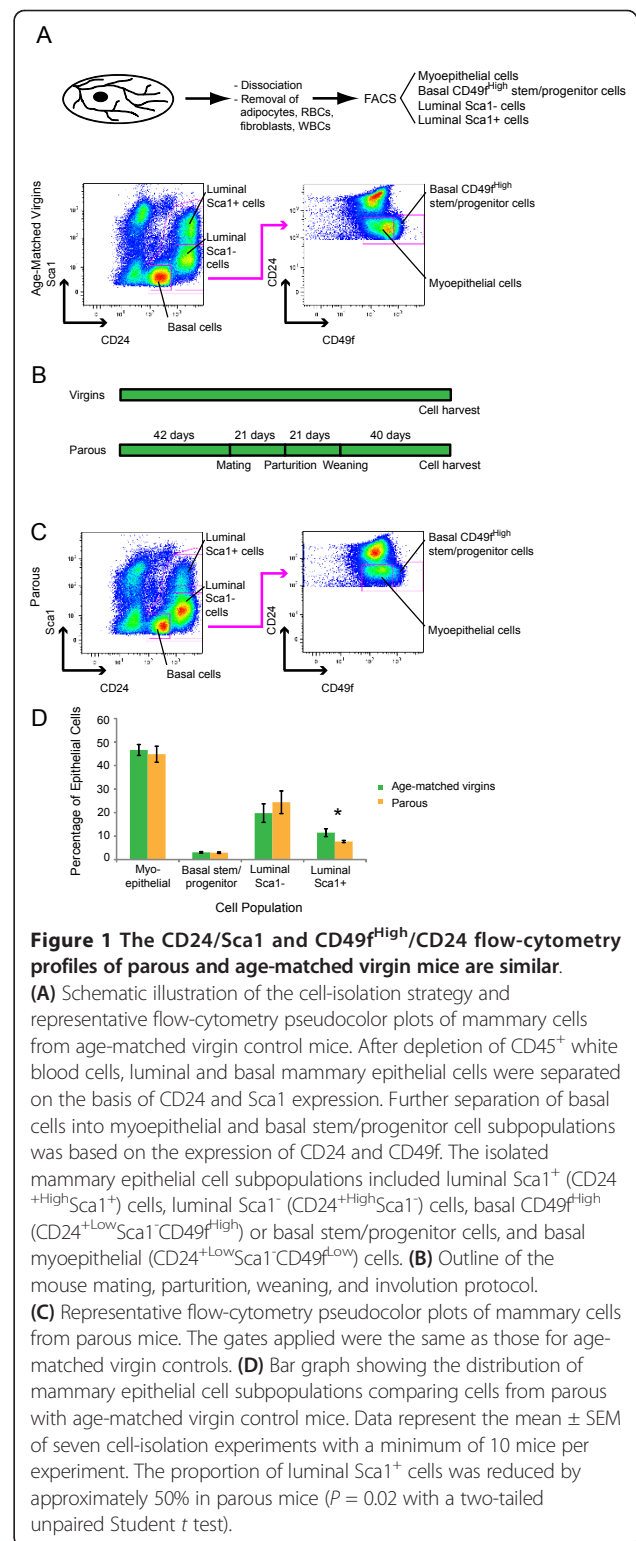 A
- Dissociation
- Removal of
adipocytes, RBCs,
fibroblasts, WBCs
FACS
Myoepithelial cells
Basal CD49f^High stem/progenitor cells
Luminal Sca1- cells
Luminal Sca1+ cells
Age-Matched Virgins
Sca1
CD24
Luminal
Sca1+ cells
Luminal
Sca1-
cells
Basal cells
CD24
CD49f
Basal CD49f^High
stem/progenitor cells
Myoepithelial cells
B
Virgins
Cell harvest
42 days 21 days 21 days 40 days
Parous
Mating Parturition Weaning Cell harvest
C
Parous
Sca1
CD24
Luminal
Sca1+ cells
Luminal
Sca1-
cells
Basal cells
CD24
CD49f
Basal CD49f^High
stem/progenitor cells
Myoepithelial cells
D
Percentage of Epithelial Cells
60
50
40
30
20
10
0
*
Age-matched virgins
Parous
Myo-
epithelial
Basal stem/
progenitor
Luminal
Sca1-
Luminal
Sca1+
Cell Population
Figure 1 The CD24/Sca1 and CD49f^High/CD24 flow-cytometry
profiles of parous and age-matched virgin mice are similar.
(A) Schematic illustration of the cell-isolation strategy and
representative flow-cytometry pseudocolor plots of mammary cells
from age-matched virgin control mice. After depletion of CD45+ white
blood cells, luminal and basal mammary epithelial cells were separated
on the basis of CD24 and Sca1 expression. Further separation of basal
cells into myoepithelial and basal stem/progenitor cell subpopulations
was based on the expression of CD24 and CD49f. The isolated
mammary epithelial cell subpopulations included luminal Sca1+ (CD24
+HighSca1+) cells, luminal Sca1- (CD24+HighSca1-) cells, basal CD49f^High
(CD24+LowSca1-CD49f^High) or basal stem/progenitor cells, and basal
myoepithelial (CD24+LowSca1-CD49f^Low) cells. (B) Outline of the
mouse mating, parturition, weaning, and involution protocol.
(C) Representative flow-cytometry pseudocolor plots of mammary cells
from parous mice. The gates applied were the same as those for age-
matched virgin controls. (D) Bar graph showing the distribution of
mammary epithelial cell subpopulations comparing cells from parous
with age-matched virgin control mice. Data represent the mean ± SEM
of seven cell-isolation experiments with a minimum of 10 mice per
experiment. The proportion of luminal Sca1+ cells was reduced by
approximately 50% in parous mice (P = 0.02 with a two-tailed
unpaired Student t test).